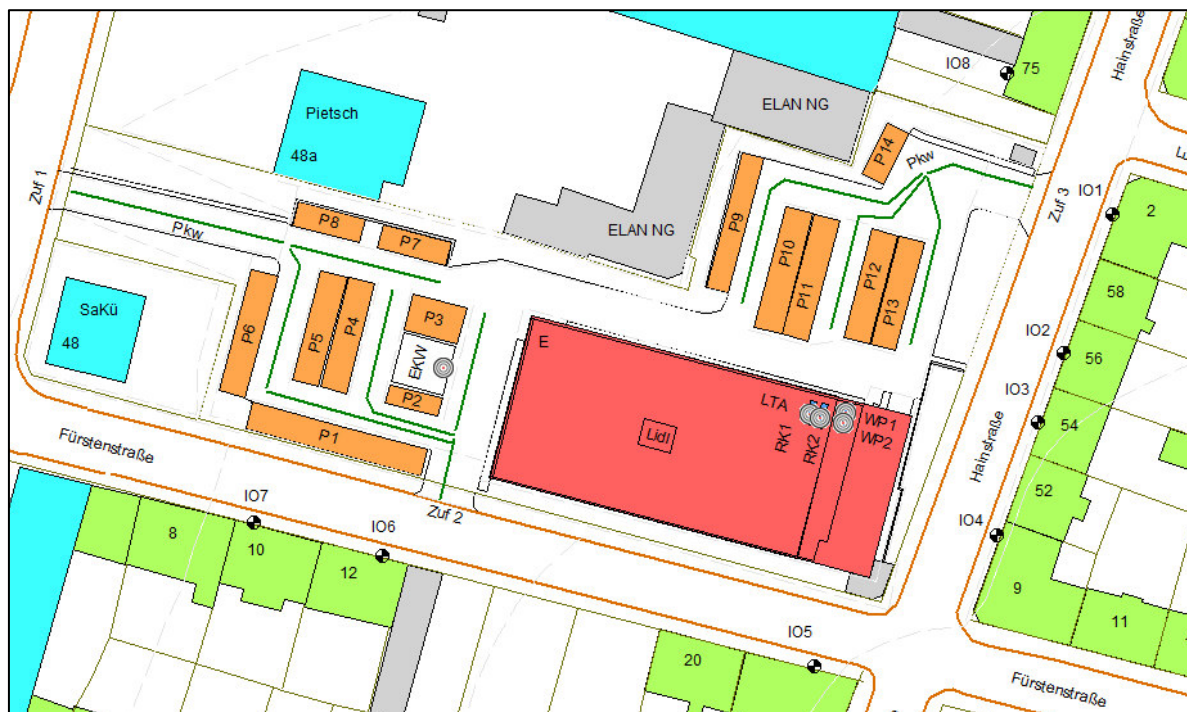 IO8
75
Hainstraße
ELAN NG
Pietsch
48a
P14
Pkw
Zuf 1
Zuf 3
IO1
2
P9
P8
P7
Pkw
ELAN NG
P10
P11
P12
P13
58
SaKü
48
P6
P5
P4
P3
EKW
P2
E
IO2
56
IO3
54
LTA
WP1
WP2
RK1
RK2
Lidl
P1
Fürstenstraße
Hainstraße
52
IO7
Zuf 2
IO4
8
10
IO6
12
9
11
IO5
20
Fürstenstraße